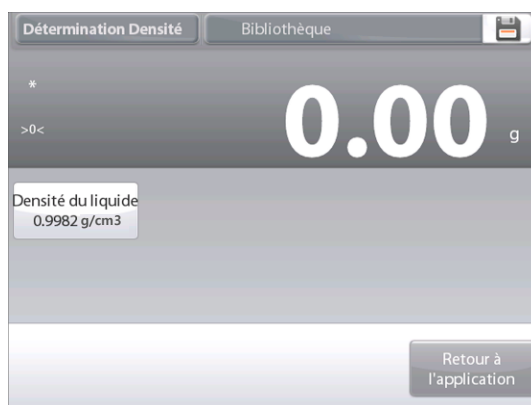 Détermination Densité
Bibliothèque
*
0.00
>0<
g
Densité du liquide
0.9982 g/cm3
Retour à
l'application